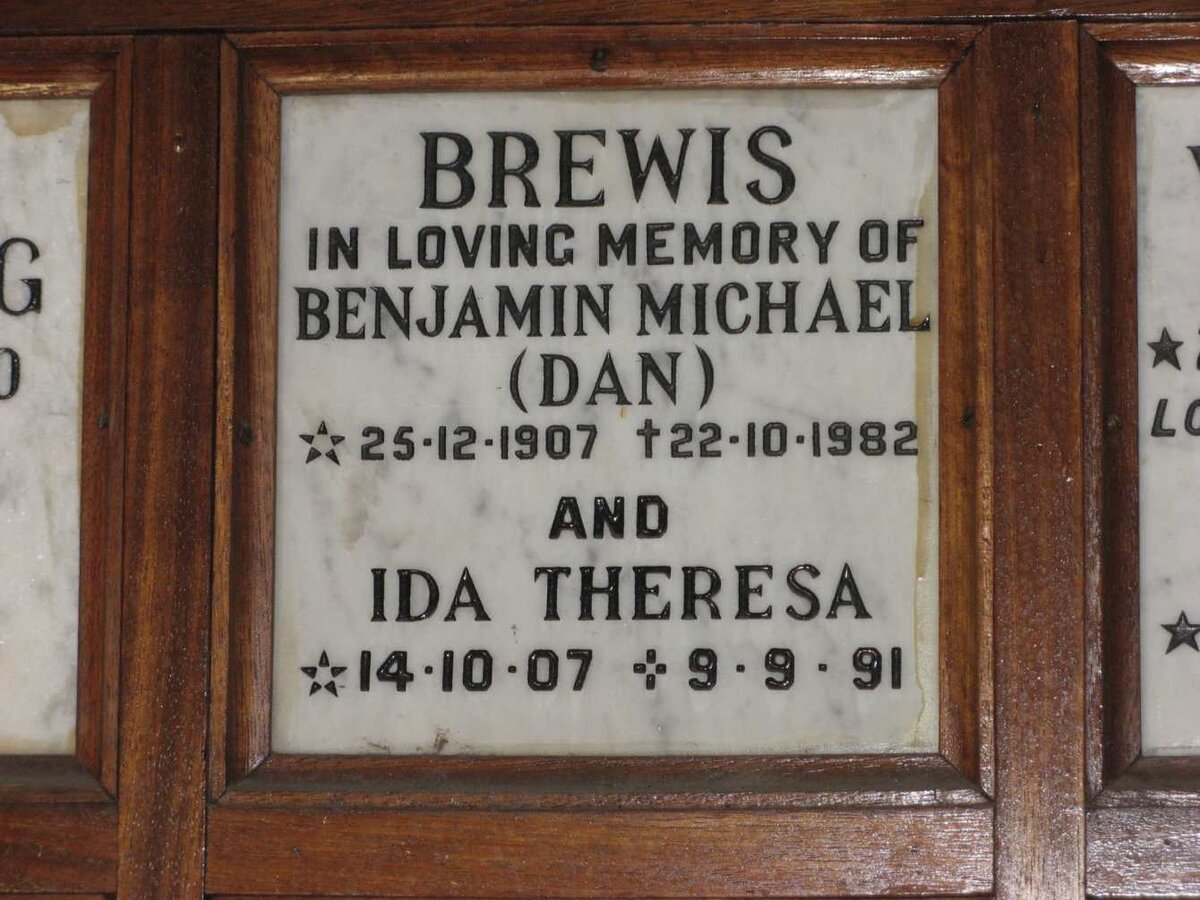 BREWIS
IN LOVING MEMORY OF
BENJAMIN MICHAEL
(DAN)
☆ 25·12·1907 †22·10·1982
AND
IDA THERESA
☆ 14·10·07 ✣ 9·9·91